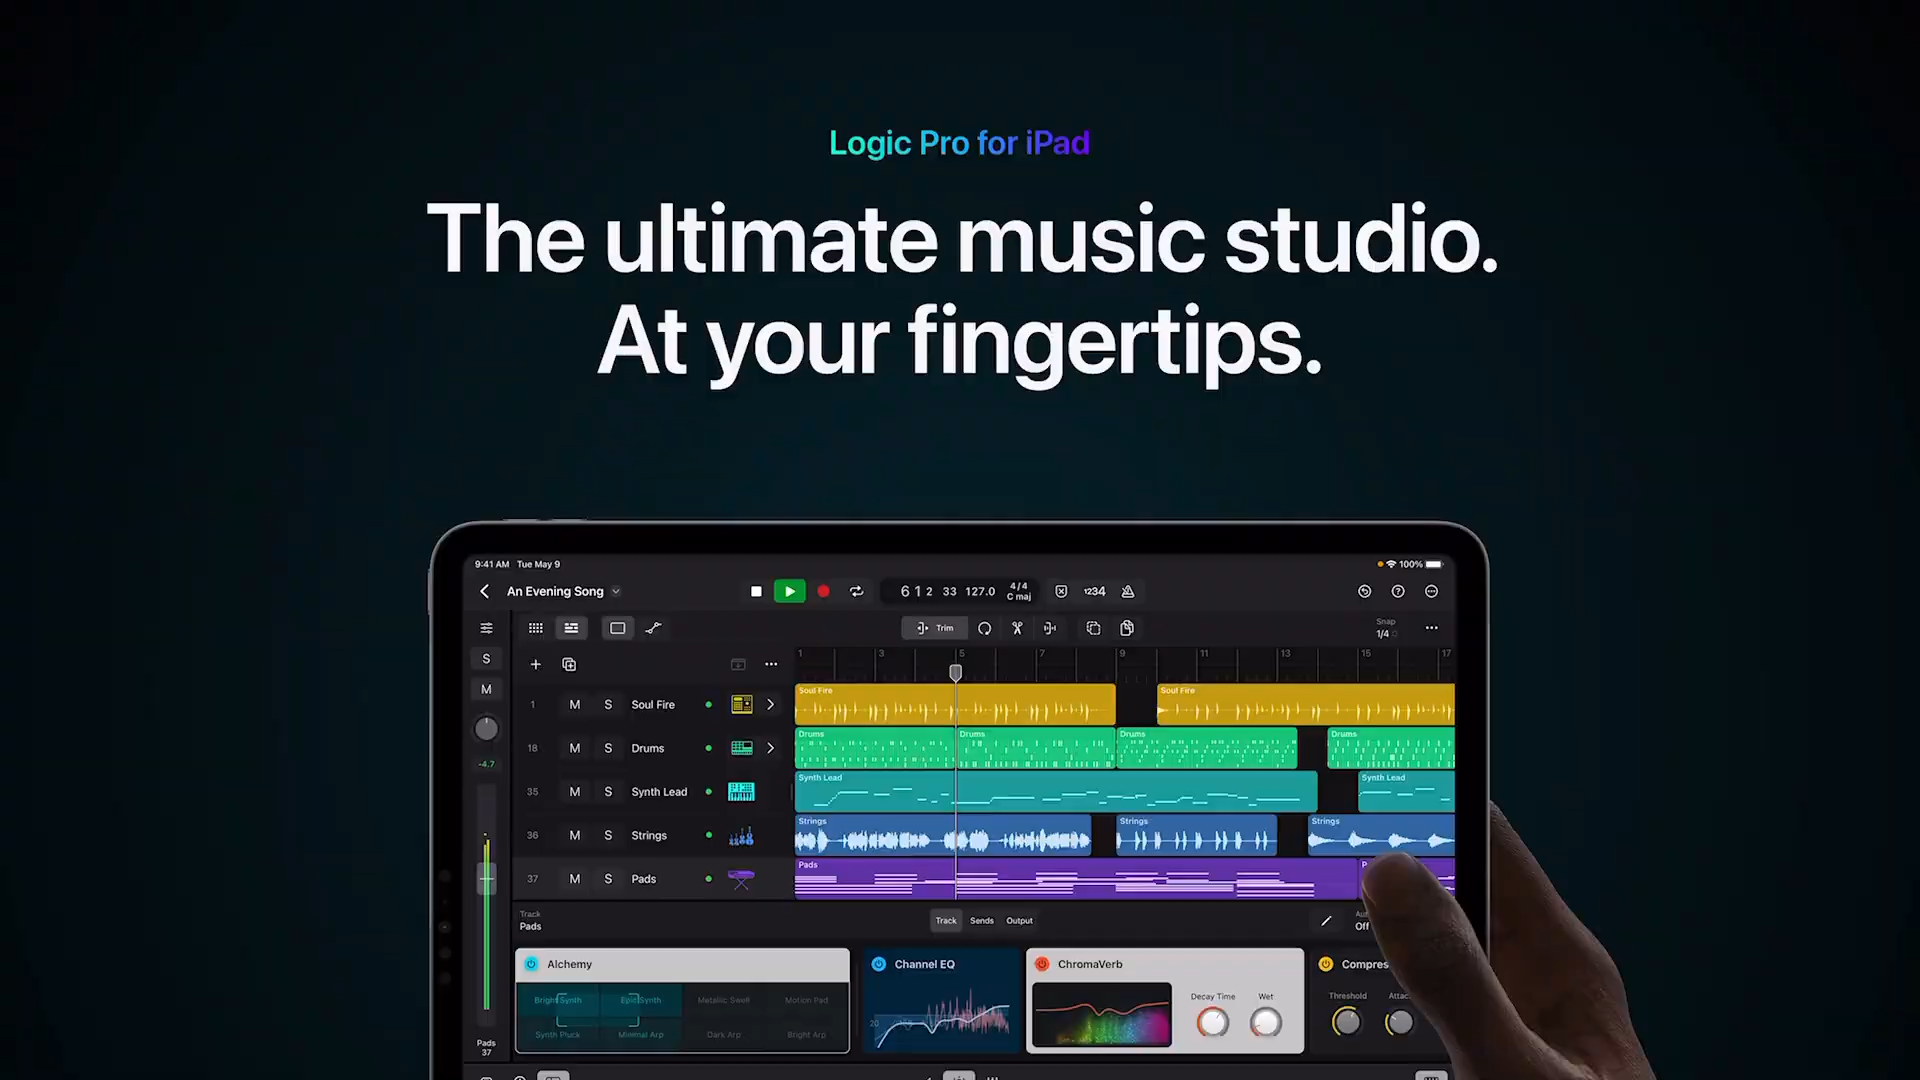 Logic Pro for iPad
The ultimate music studio.
At your fingertips.
9:41 AM Tue May 9
100%
An Evening Song
6 1 2 33 127.0 4/4 C maj
1234
Trim
Snap
1/4
1 3 5 7 9 11 13 15 17
S
M
-4.7
1 M S Soul Fire
Soul Fire Soul Fire
18 M S Drums
Drums Drums Drums Drums
35 M S Synth Lead
Synth Lead Synth Lead
36 M S Strings
Strings Strings Strings
37 M S Pads
Pads
Track
Pads
Track Sends Output
Off
Alchemy
Channel EQ
ChromaVerb
Bright Synth Epic Synth Metallic Swell Motion Pad
Synth Pluck Minimal Arp Dark Arp Bright Arp
20
Decay Time Wet
Threshold
Pads
37